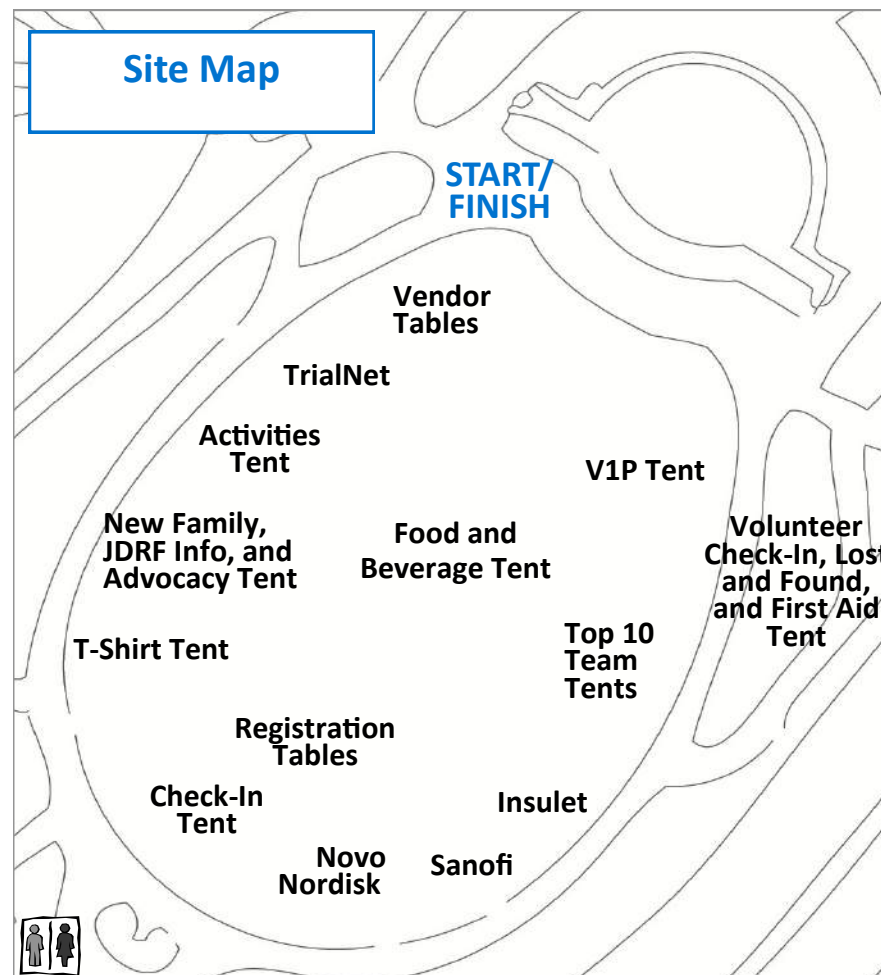 Site Map
START/
FINISH
Vendor
Tables
TrialNet
Activities
Tent
V1P Tent
New Family,
JDRF Info, and
Advocacy Tent
Food and
Beverage Tent
Volunteer
Check-In, Lost
and Found,
and First Aid
Tent
T-Shirt Tent
Top 10
Team
Tents
Registration
Tables
Check-In
Tent
Insulet
Novo
Nordisk
Sanofi